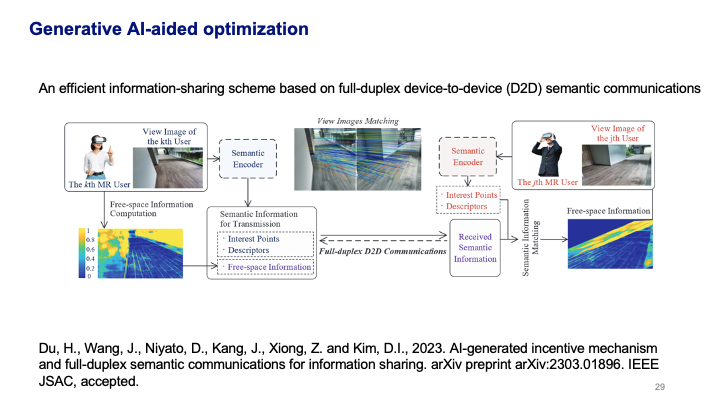 Generative AI-aided optimization
An efficient information-sharing scheme based on full-duplex device-to-device (D2D) semantic communications
View Image of
the kth User
The kth MR User
Semantic
Encoder
View Images Matching
Semantic
Encoder
View Image of
the jth User
The jth MR User
Free-space Information
Computation
1
0.8
0.6
0.4
0.2
0
Semantic Information
for Transmission
· Interest Points
· Descriptors
· Free-space Information
Full-duplex D2D Communications
· Interest Points
· Descriptors
Received
Semantic
Information
Semantic Information
Matching
Free-space Information
Du, H., Wang, J., Niyato, D., Kang, J., Xiong, Z. and Kim, D.I., 2023. AI-generated incentive mechanism
and full-duplex semantic communications for information sharing. arXiv preprint arXiv:2303.01896. IEEE
JSAC, accepted.
29